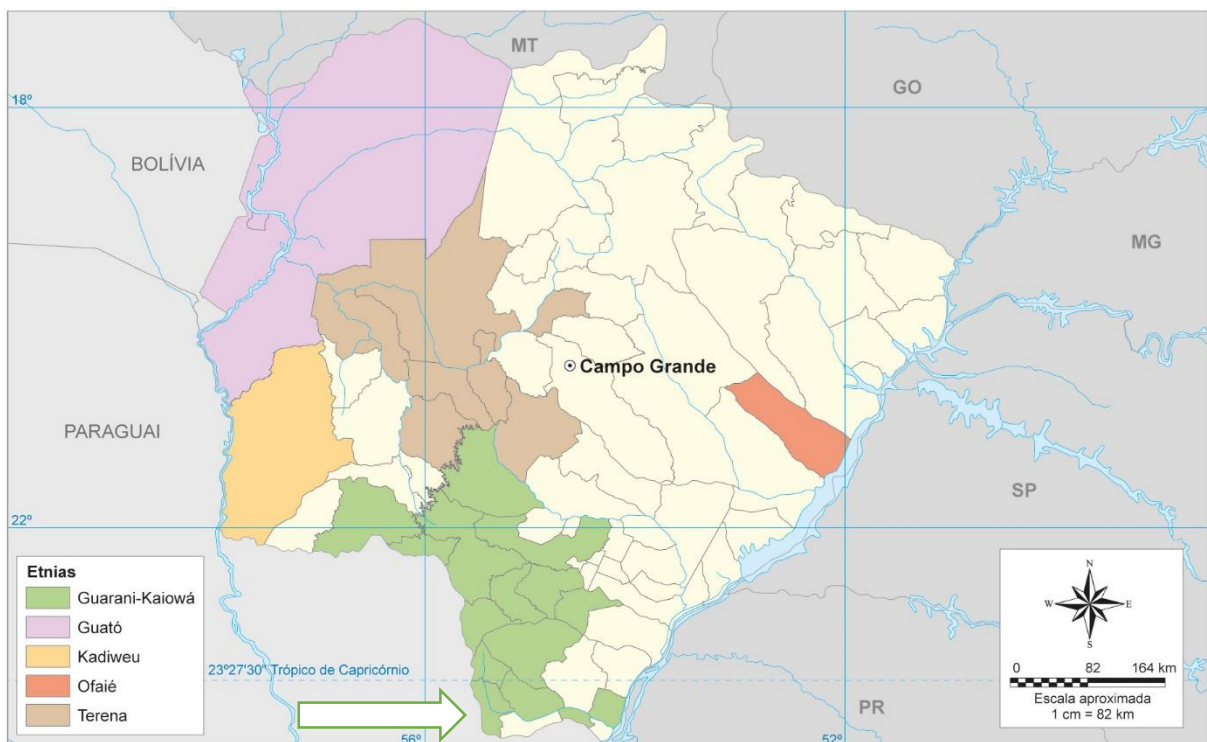 MT
GO
18º
BOLÍVIA
MG
Campo Grande
PARAGUAI
SP
22º
Etnias
Guarani-Kaiowá
Guató
Kadiweu
Ofaié
Terena
23º27'30" Trópico de Capricórnio
N
W
E
S
0 82 164 km
Escala aproximada
1 cm = 82 km
PR
56º
52º